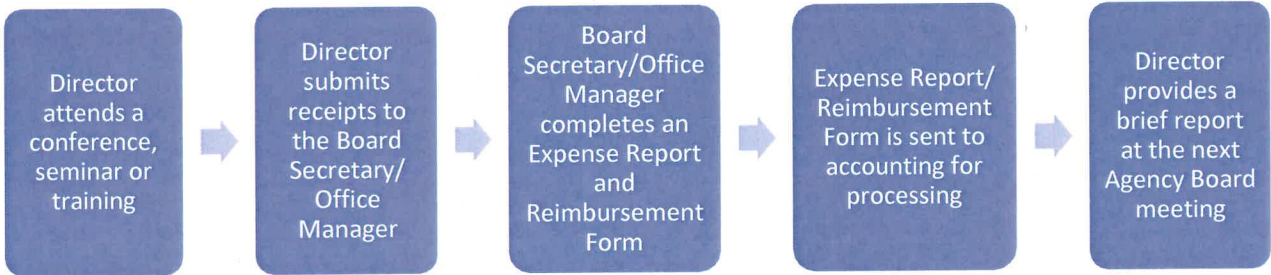 Director
attends a
conference,
seminar or
training
Director
submits
receipts to
the Board
Secretary/
Office
Manager
Board
Secretary/Office
Manager
completes an
Expense Report
and
Reimbursement
Form
Expense Report/
Reimbursement
Form is sent to
accounting for
processing
Director
provides a
brief report
at the next
Agency Board
meeting